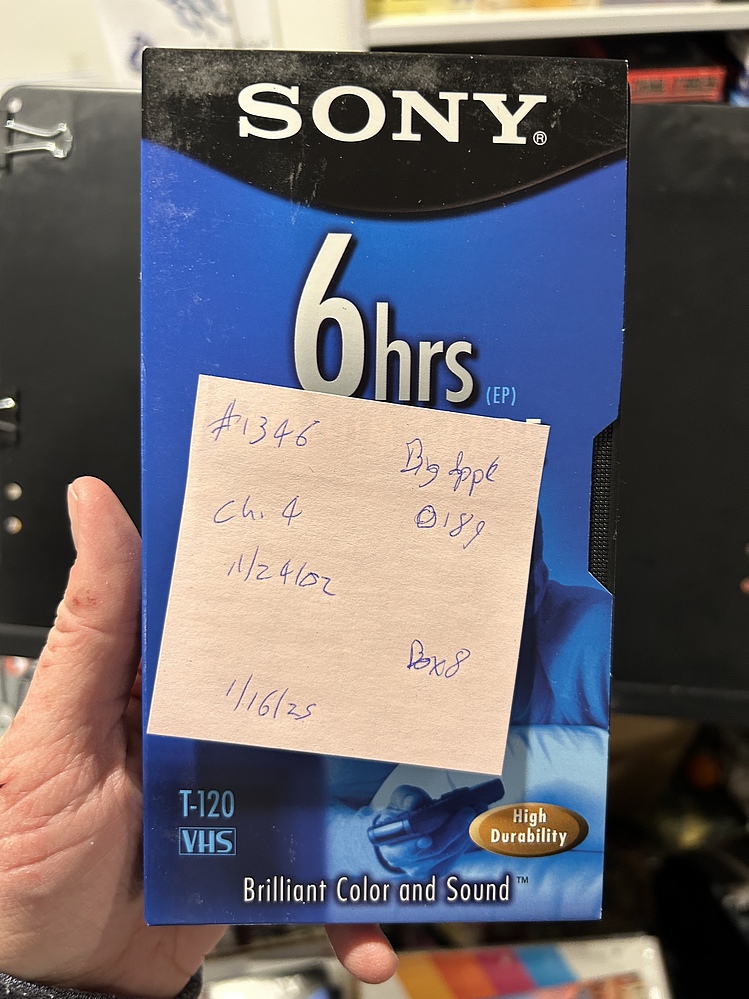 SONY®
6hrs (EP)
#1346
Big Apple
Ch. 4
0189
11/24/02
Box 8
1/16/25
T-120
VHS
High
Durability
Brilliant Color and Sound™